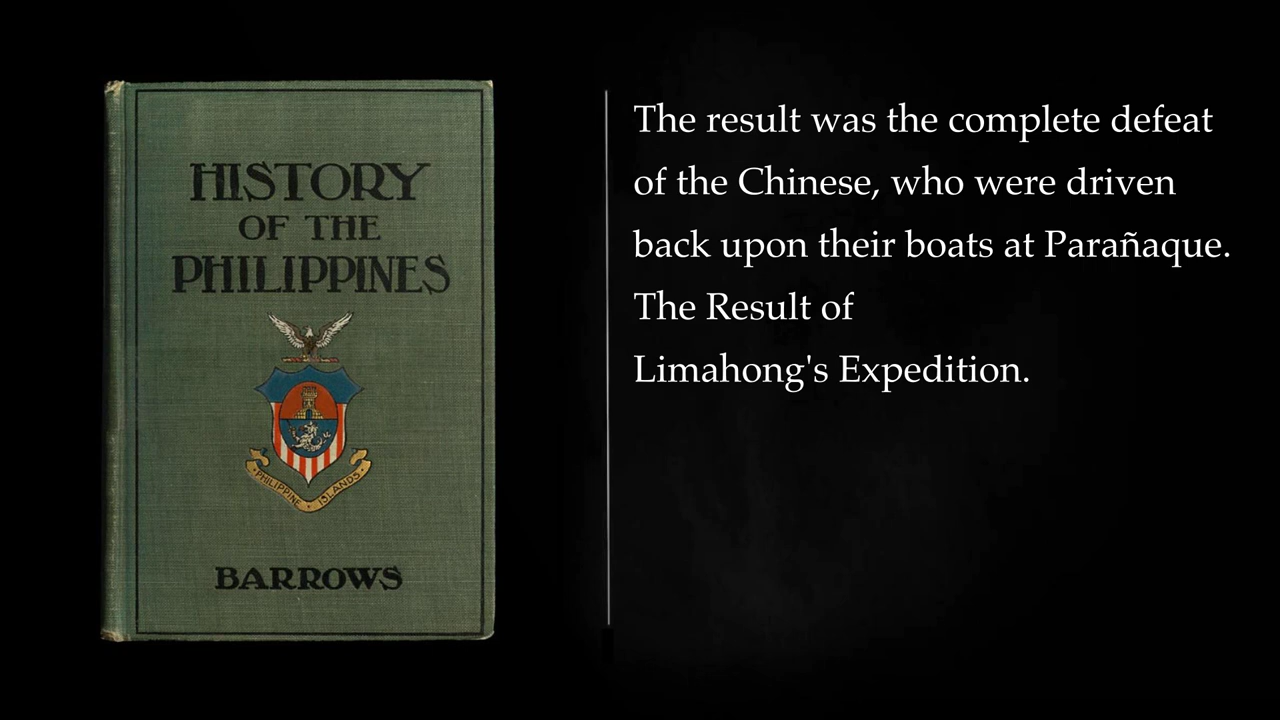 HISTORY
OF THE
PHILIPPINES
PHILIPPINE ISLANDS
BARROWS
The result was the complete defeat
of the Chinese, who were driven
back upon their boats at Parañaque.
The Result of
Limahong's Expedition.